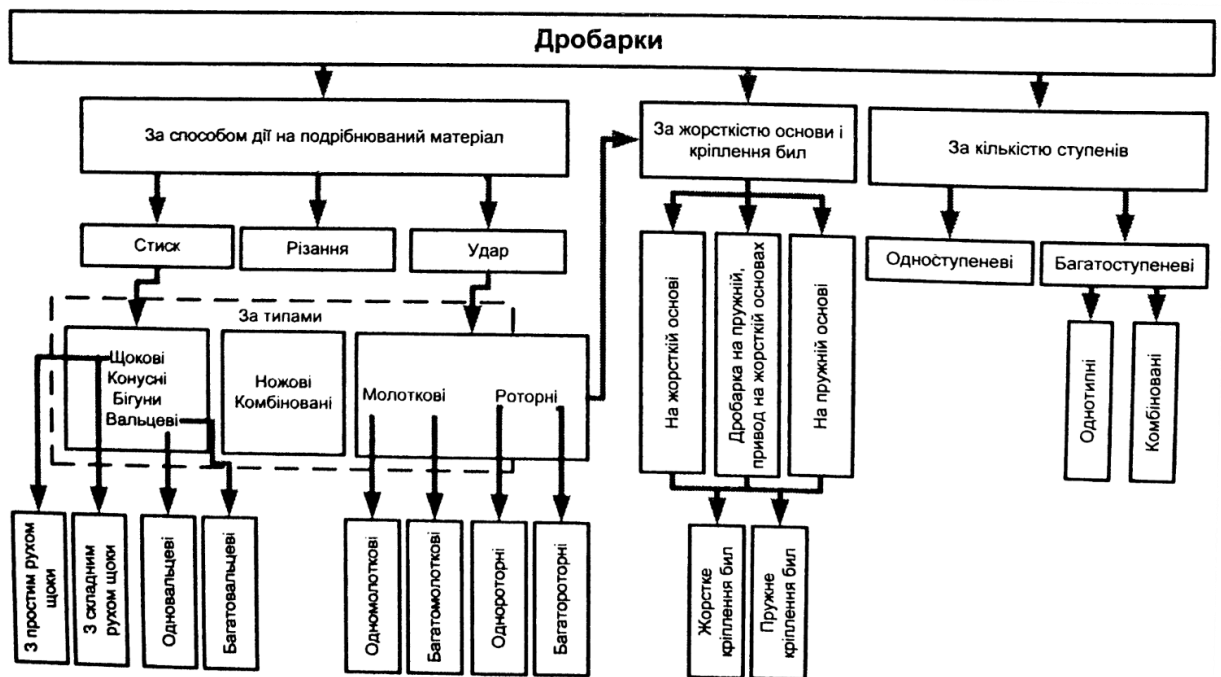 Дробарки
За способом дії на подрібнюваний матеріал
За жорсткістю основи і
кріплення бил
За кількістю ступенів
Стиск
Різання
Удар
Одноступеневі
Багатоступеневі
За типами
Щокові
Конусні
Бігуни
Вальцеві
Ножові
Комбіновані
Молоткові
Роторні
На жорсткій основі
Дробарка на пружній,
привод на жорсткій основах
На пружній основі
Однотипні
Комбіновані
З простим рухом
щоки
З складним
рухом щоки
Одновальцеві
Багатовальцеві
Одномолоткові
Багатомолоткові
Однороторні
Багатороторні
Жорстке
кріплення бил
Пружне
кріплення бил